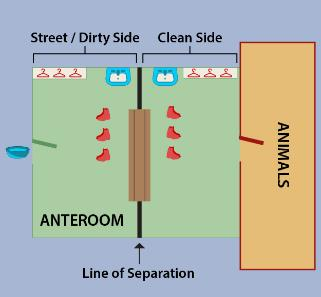 Street / Dirty Side
Clean Side
ANIMALS
ANTEROOM
Line of Separation